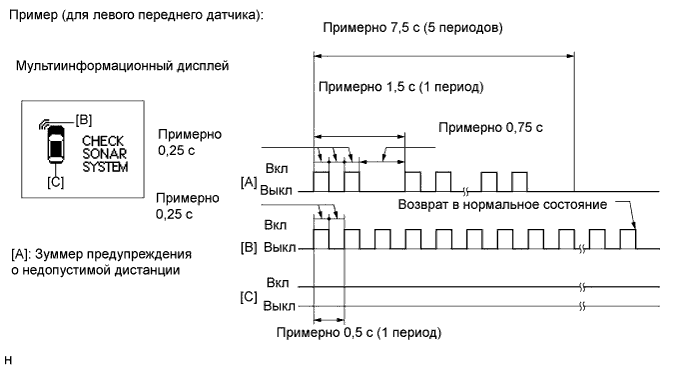 Пример (для левого переднего датчика):
Примерно 7,5 с (5 периодов)
Мультиинформационный дисплей
Примерно 1,5 с (1 период)
[B]
CHECK
SONAR
SYSTEM
[C]
Примерно
0,25 с
Примерно 0,75 с
[A]
Вкл
Выкл
Примерно
0,25 с
Возврат в нормальное состояние
[B]
Вкл
Выкл
[A]: Зуммер предупреждения
о недопустимой дистанции
[C]
Вкл
Выкл
Примерно 0,5 с (1 период)
H